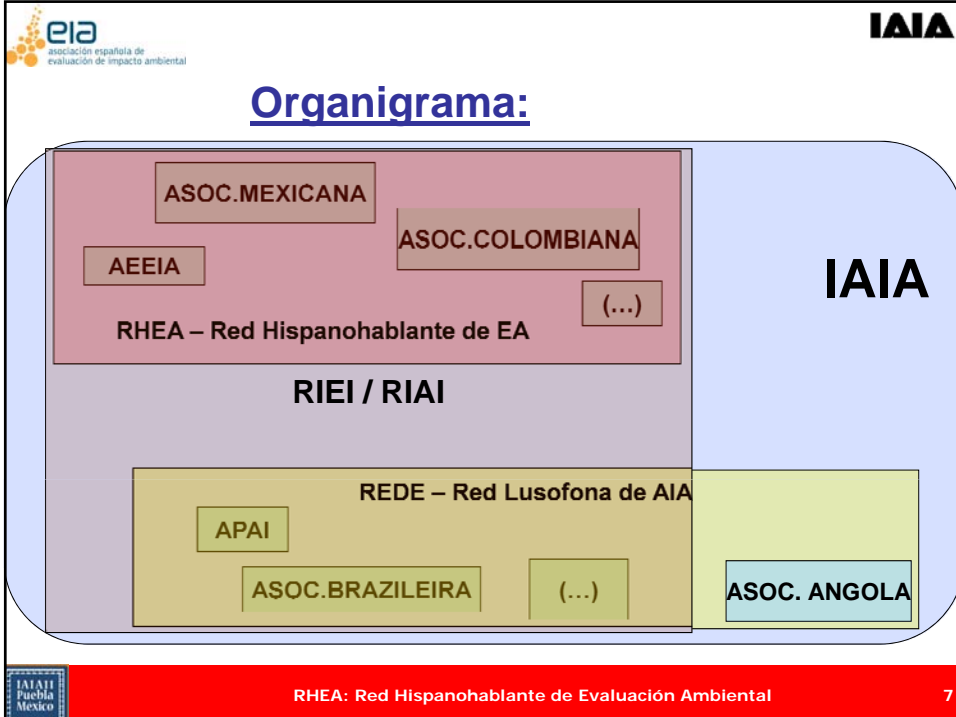 eia
asociación española de
evaluación de impacto ambiental
IAIA
Organigrama:
ASOC.MEXICANA
ASOC.COLOMBIANA
AEEIA
(…)
IAIA
RHEA – Red Hispanohablante de EA
RIEI / RIAI
REDE – Red Lusofona de AIA
APAI
ASOC.BRAZILEIRA
(…)
ASOC. ANGOLA
IAIA11
Puebla
México
RHEA: Red Hispanohablante de Evaluación Ambiental
7